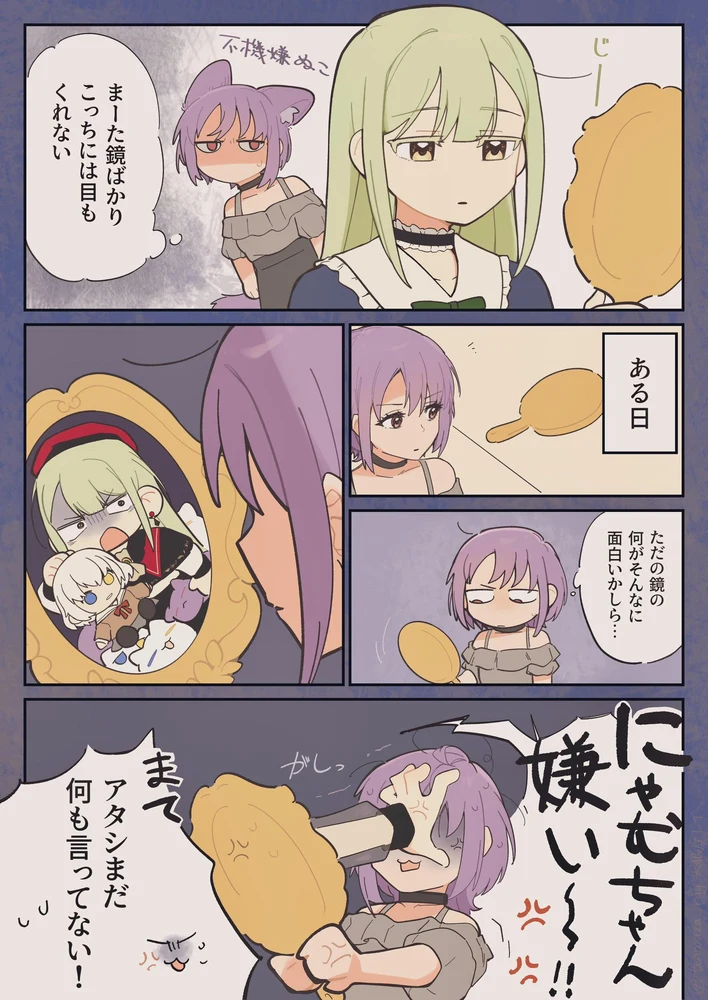 じー
不機嫌ぬこ
まーた鏡ばかり
こっちには目も
くれない
ある日
ただの鏡の
何がそんなに
面白いかしら…
にゃむちゃん
嫌い〜〜!!
がしっ
まて
アタシまだ
何も言ってない!